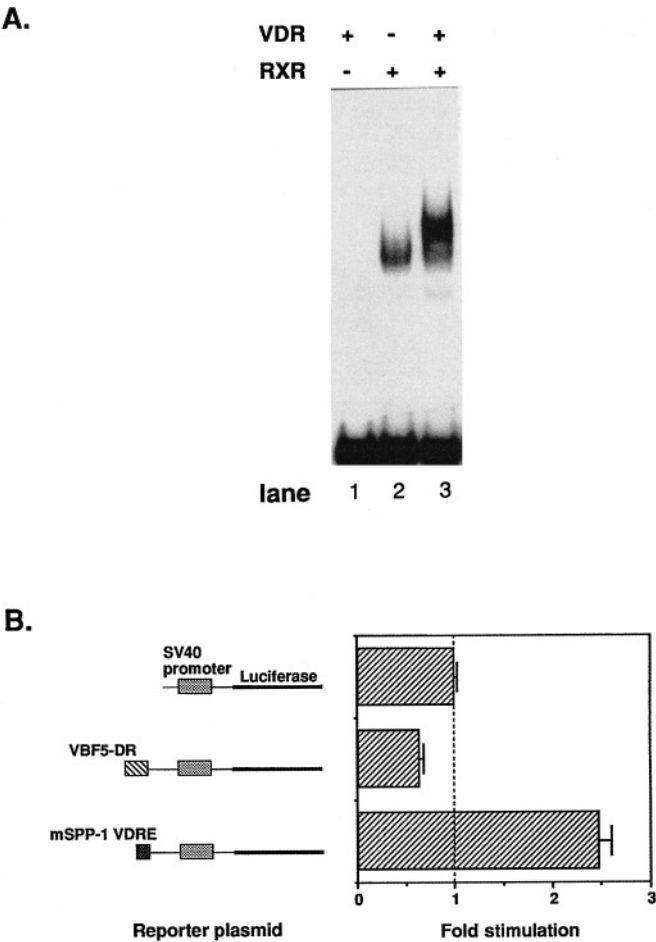 A.
VDR + - +
RXR - + +
lane 1 2 3
B.
SV40
promoter
Luciferase
VBF5-DR
mSPP-1 VDRE
0 1 2 3
Reporter plasmid
Fold stimulation